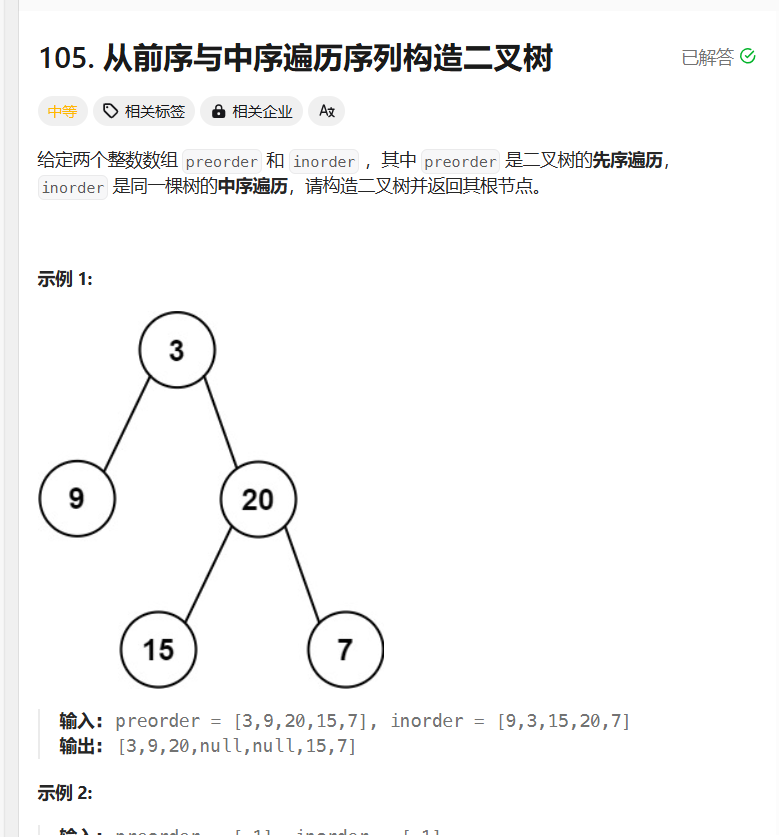 105. 从前序与中序遍历序列构造二叉树
已解答
中等 相关标签 相关企业 Ax
给定两个整数数组 preorder 和 inorder ，其中 preorder 是二叉树的先序遍历，
inorder 是同一棵树的中序遍历，请构造二叉树并返回其根节点。
示例 1:
3
9
20
15
7
输入: preorder = [3,9,20,15,7], inorder = [9,3,15,20,7]
输出: [3,9,20,null,null,15,7]
示例 2: